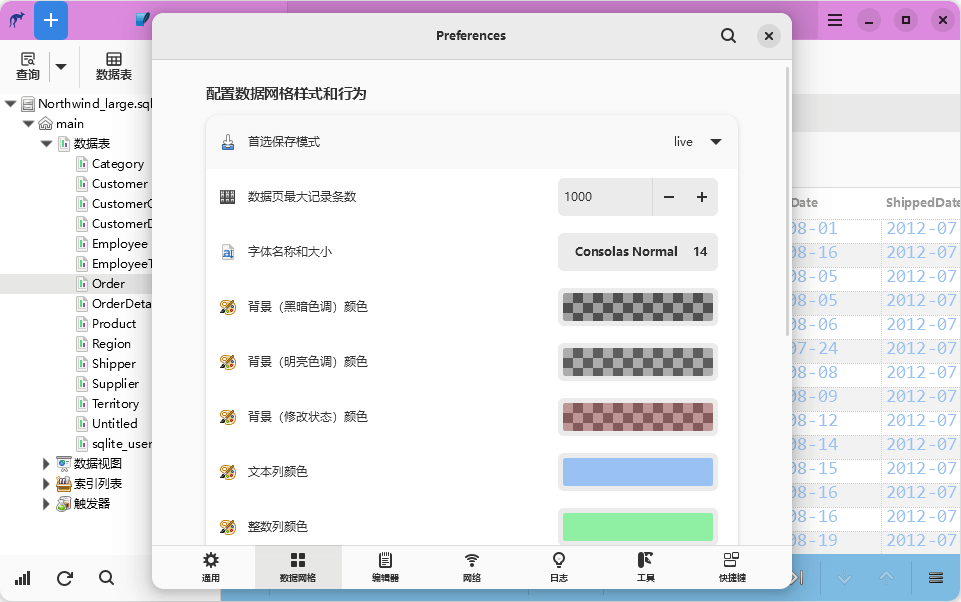 Preferences
查询
数据表
Northwind_large.sql
main
数据表
Category
Customer
CustomerC
CustomerD
Employee
EmployeeT
Order
OrderDeta
Product
Region
Shipper
Supplier
Territory
Untitled
sqlite_user
数据视图
索引列表
触发器
配置数据网格样式和行为
首选保存模式
live
数据页最大记录条数
1000
字体名称和大小
Consolas Normal 14
背景（黑暗色调）颜色
背景（明亮色调）颜色
背景（修改状态）颜色
文本列颜色
整数列颜色
通用
数据网格
编辑器
网络
日志
工具
快捷键
Date ShippedDate
08-01 2012-07
08-16 2012-07
08-05 2012-07
08-05 2012-07
08-06 2012-07
07-24 2012-07
08-08 2012-07
08-09 2012-07
08-12 2012-07
08-14 2012-07
08-15 2012-07
08-16 2012-07
08-16 2012-07
08-19 2012-07